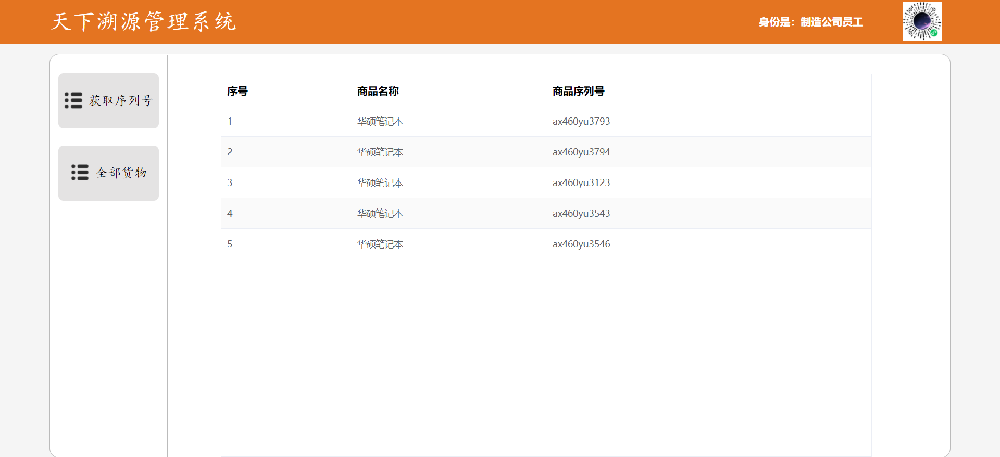 天下溯源管理系统
身份是：制造公司员工
获取序列号
全部货物
序号 商品名称 商品序列号
1 华硕笔记本 ax460yu3793
2 华硕笔记本 ax460yu3794
3 华硕笔记本 ax460yu3123
4 华硕笔记本 ax460yu3543
5 华硕笔记本 ax460yu3546